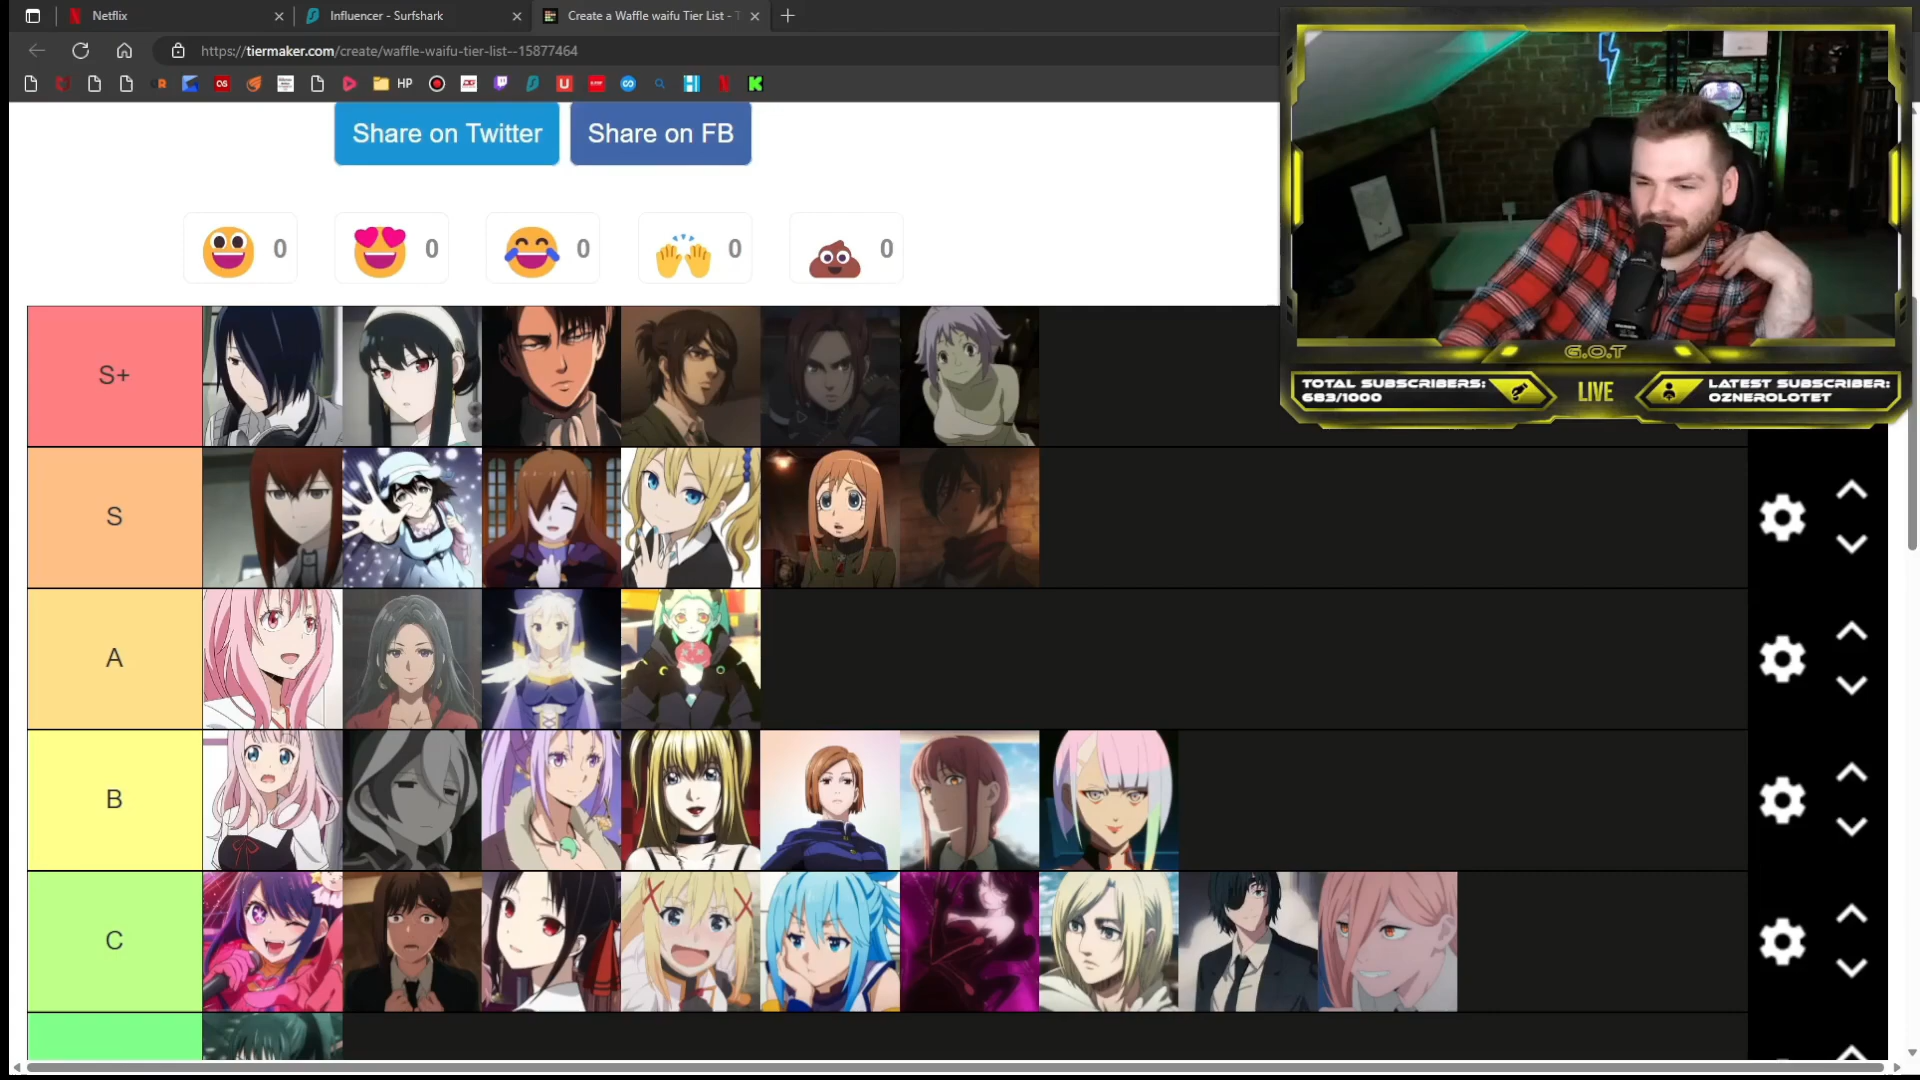 Netflix
Influencer - Surfshark
Create a Waffle waifu Tier List - T
https://tiermaker.com/create/waffle-waifu-tier-list--15877464
HP
Share on Twitter
Share on FB
0
0
0
0
0
S+
S
A
B
C
G.O.T
TOTAL SUBSCRIBERS:
683/1000
LIVE
LATEST SUBSCRIBER:
OZNEROLOTET